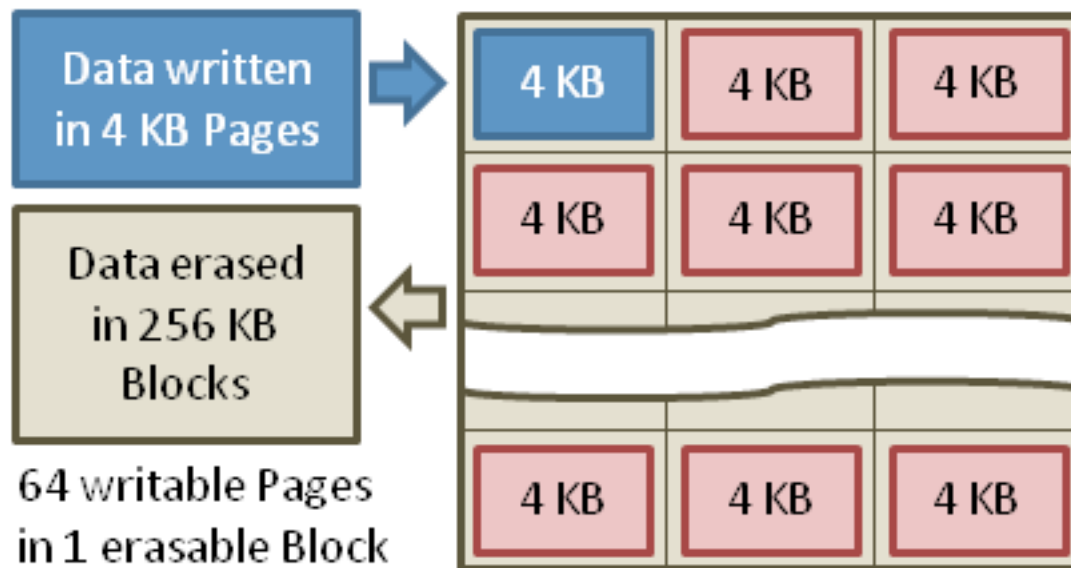 Data written
in 4 KB Pages
4 KB 4 KB 4 KB
4 KB 4 KB 4 KB
Data erased
in 256 KB
Blocks
64 writable Pages
in 1 erasable Block
4 KB 4 KB 4 KB